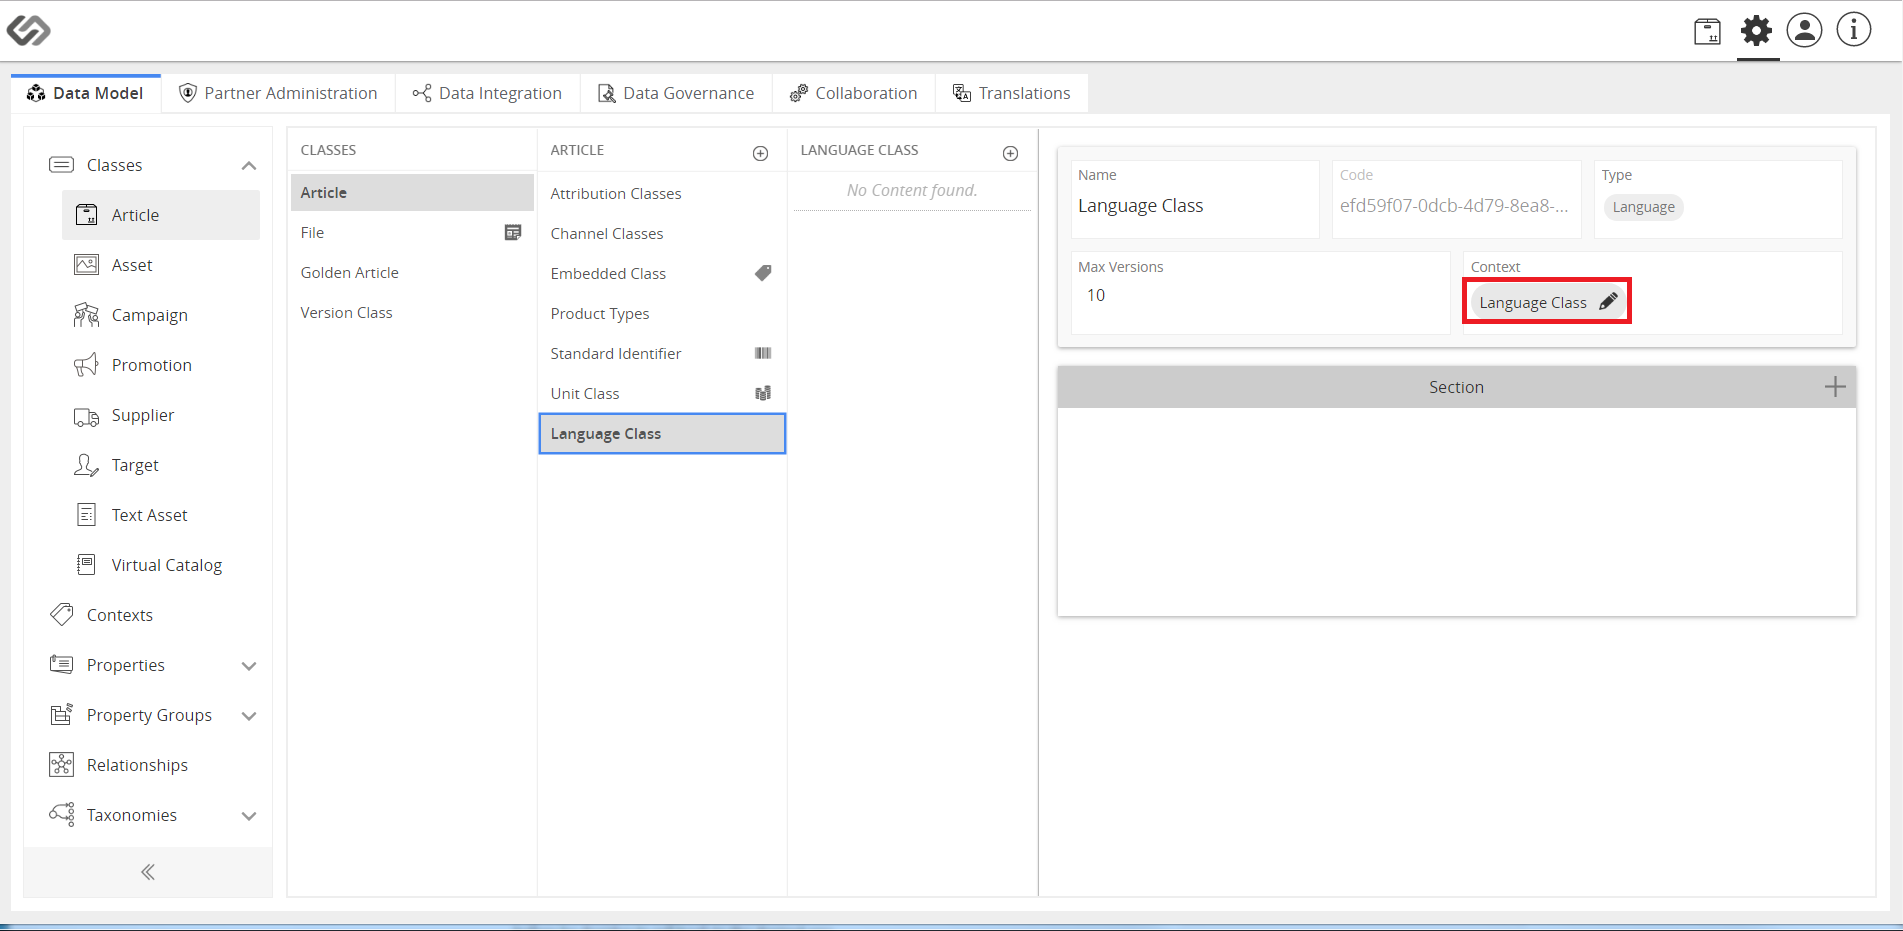 Data Model
Partner Administration
Data Integration
Data Governance
Collaboration
Translations
Classes
Article
Asset
Campaign
Promotion
Supplier
Target
Text Asset
Virtual Catalog
Contexts
Properties
Property Groups
Relationships
Taxonomies
CLASSES
Article
File
Golden Article
Version Class
ARTICLE
Attribution Classes
Channel Classes
Embedded Class
Product Types
Standard Identifier
Unit Class
Language Class
LANGUAGE CLASS
No Content found.
Name
Language Class
Code
efd59f07-0dcb-4d79-8ea8-...
Type
Language
Max Versions
10
Context
Language Class
Section